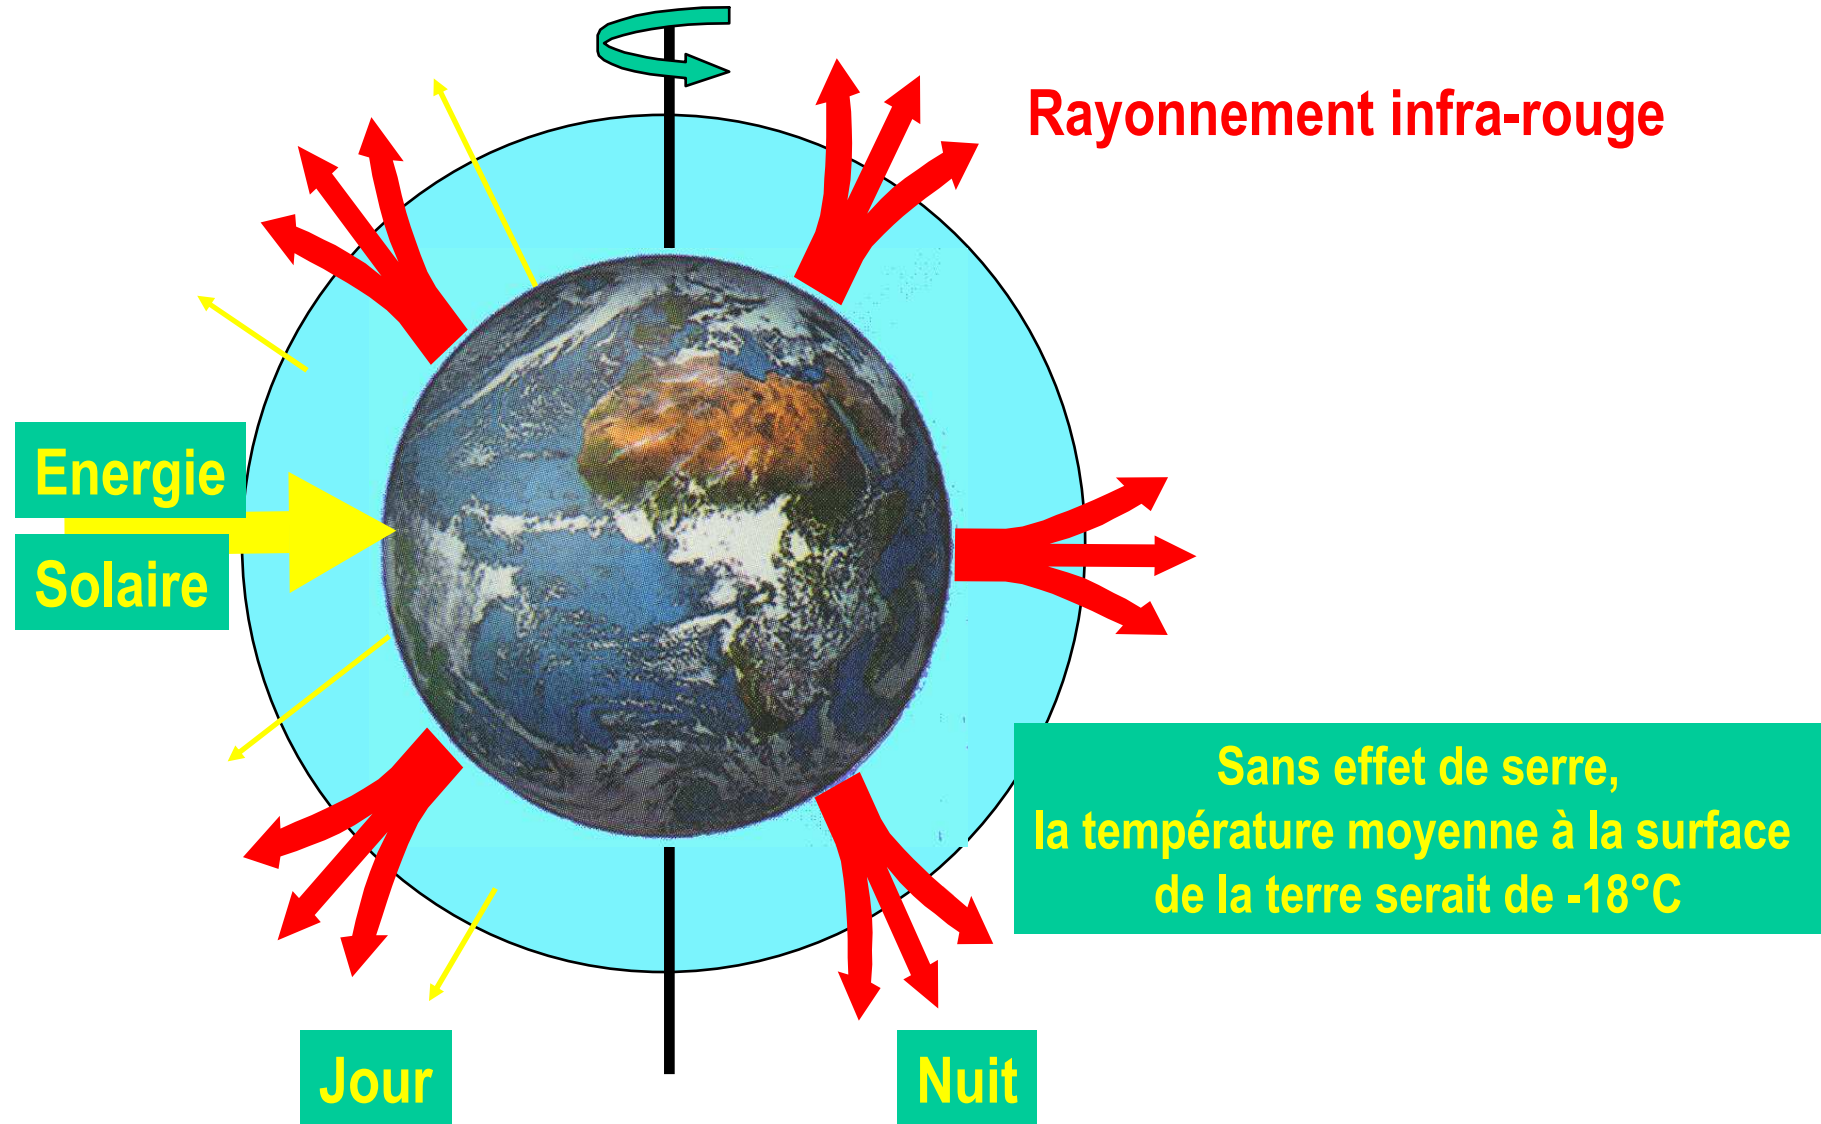 Rayonnement infra-rouge
Energie
Solaire
Sans effet de serre,
la température moyenne à la surface
de la terre serait de -18°C
Jour
Nuit